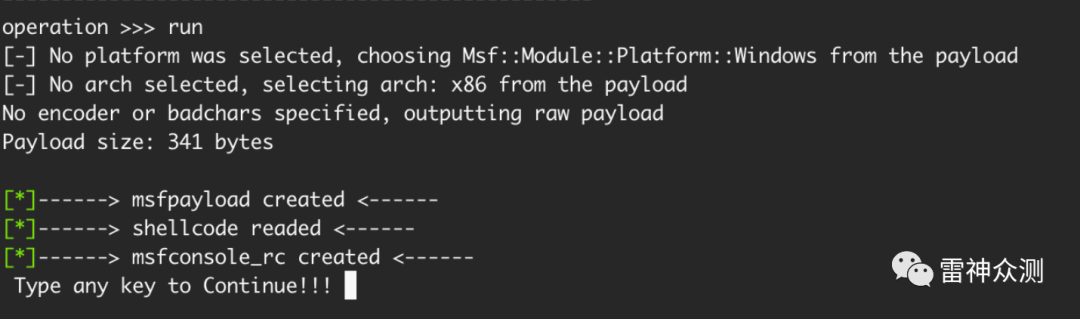 operation >>> run
[-] No platform was selected, choosing Msf::Module::Platform::Windows from the payload
[-] No arch selected, selecting arch: x86 from the payload
No encoder or badchars specified, outputting raw payload
Payload size: 341 bytes
[*]------> msfpayload created <------
[*]------> shellcode readed <------
[*]------> msfconsole_rc created <------
Type any key to Continue!!!
雷神众测